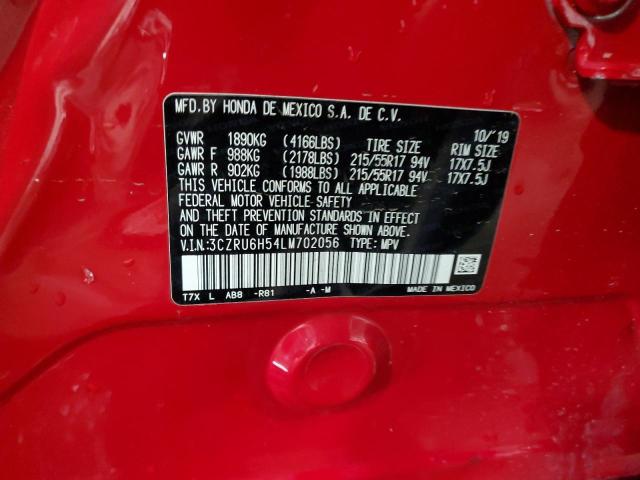 MFD. BY HONDA DE MEXICO S.A. DE C.V.
10/'19
GVWR 1890KG (4166LBS) TIRE SIZE RIM SIZE
GAWR F 988KG (2178LBS) 215/55R17 94V 17X7.5J
GAWR R 902KG (1988LBS) 215/55R17 94V 17X7.5J
THIS VEHICLE CONFORMS TO ALL APPLICABLE
FEDERAL MOTOR VEHICLE SAFETY
AND THEFT PREVENTION STANDARDS IN EFFECT
ON THE DATE OF MANUFACTURE SHOWN ABOVE.
V.I.N.:3CZRU6H54LM702056 TYPE: MPV
T7X L AB8 -R81 -A -M MADE IN MEXICO